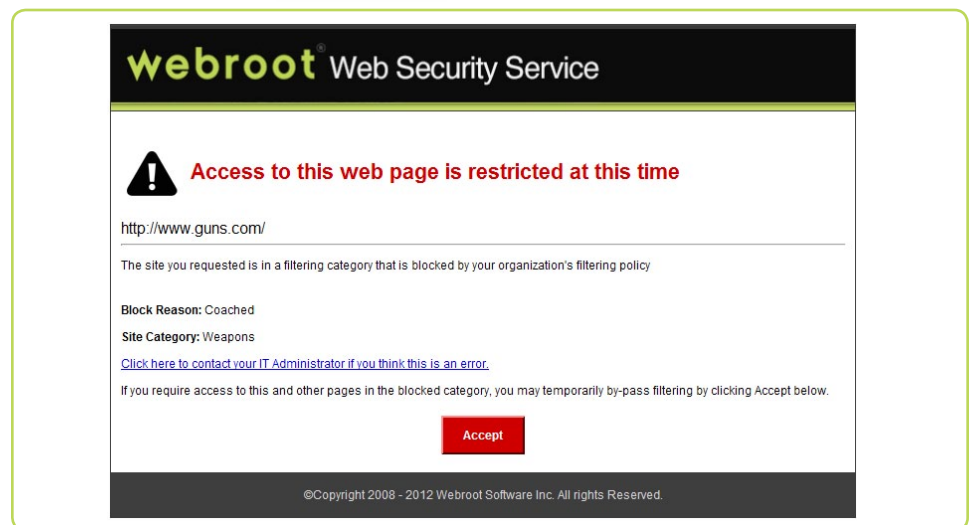 webroot® Web Security Service
Access to this web page is restricted at this time
http://www.guns.com/
The site you requested is in a filtering category that is blocked by your organization's filtering policy
Block Reason: Coached
Site Category: Weapons
Click here to contact your IT Administrator if you think this is an error.
If you require access to this and other pages in the blocked category, you may temporarily by-pass filtering by clicking Accept below.
Accept
©Copyright 2008 - 2012 Webroot Software Inc. All rights Reserved.